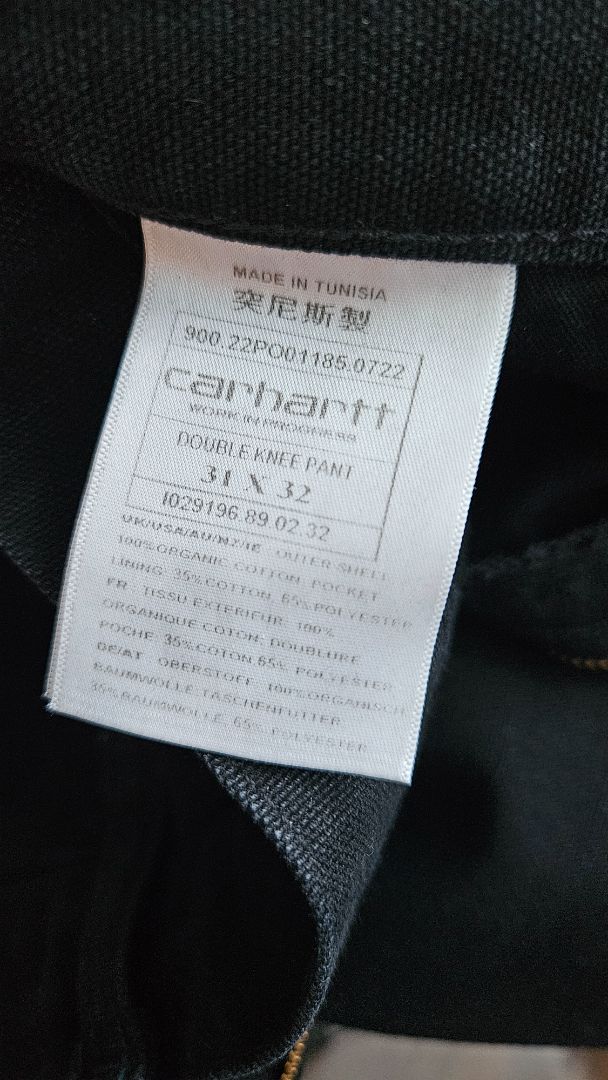 MADE IN TUNISIA
突尼斯製
900.22PO01185.0722
carhartt
WORK IN PROGRESS
DOUBLE KNEE PANT
31 X 32
I029196.89.02.32
UK/USA/AU/NZ/IE : OUTER SHELL
100%ORGANIC COTTON. POCKET
LINING: 35%COTTON, 65% POLYESTER
FR : TISSU EXTERIEUR: 100%
ORGANIQUE COTON. DOUBLURE
POCHE: 35%COTON, 65% POLYESTER
DE/AT: OBERSTOFF: 100%ORGANISCH
BAUMWOLLE.TASCHENFUTTER
35%BAUMWOLLE, 65% POLYESTER